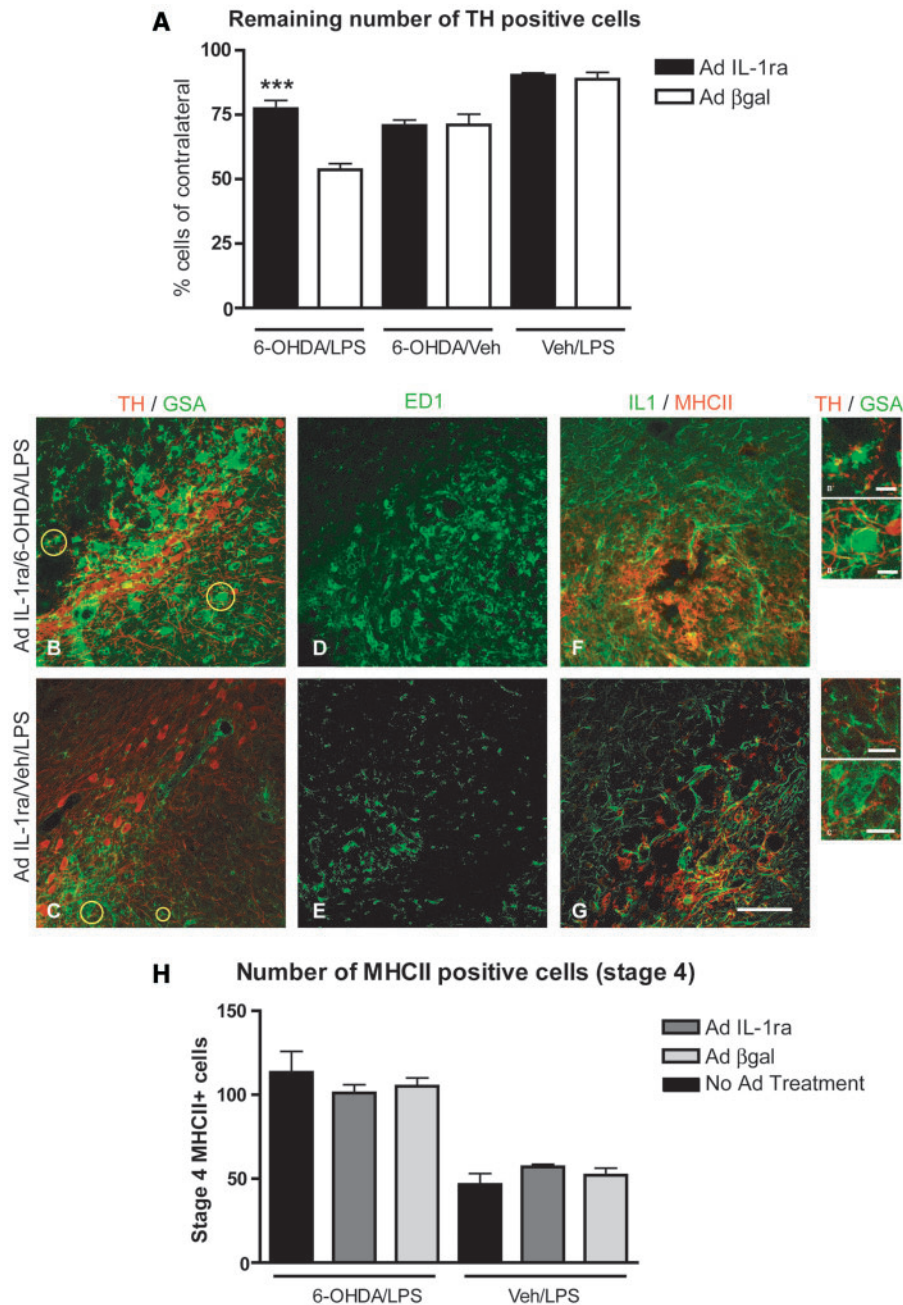 A Remaining number of TH positive cells
100
75
50
25
0
% cells of contralateral
***
Ad IL-1ra
Ad βgal
6-OHDA/LPS 6-OHDA/Veh Veh/LPS
TH / GSA ED1 IL1 / MHCII TH / GSA
Ad IL-1ra/6-OHDA/LPS
B D F
Ad IL-1ra/Veh/LPS
C E G
H Number of MHCII positive cells (stage 4)
150
100
50
0
Stage 4 MHCII+ cells
Ad IL-1ra
Ad βgal
No Ad Treatment
6-OHDA/LPS Veh/LPS